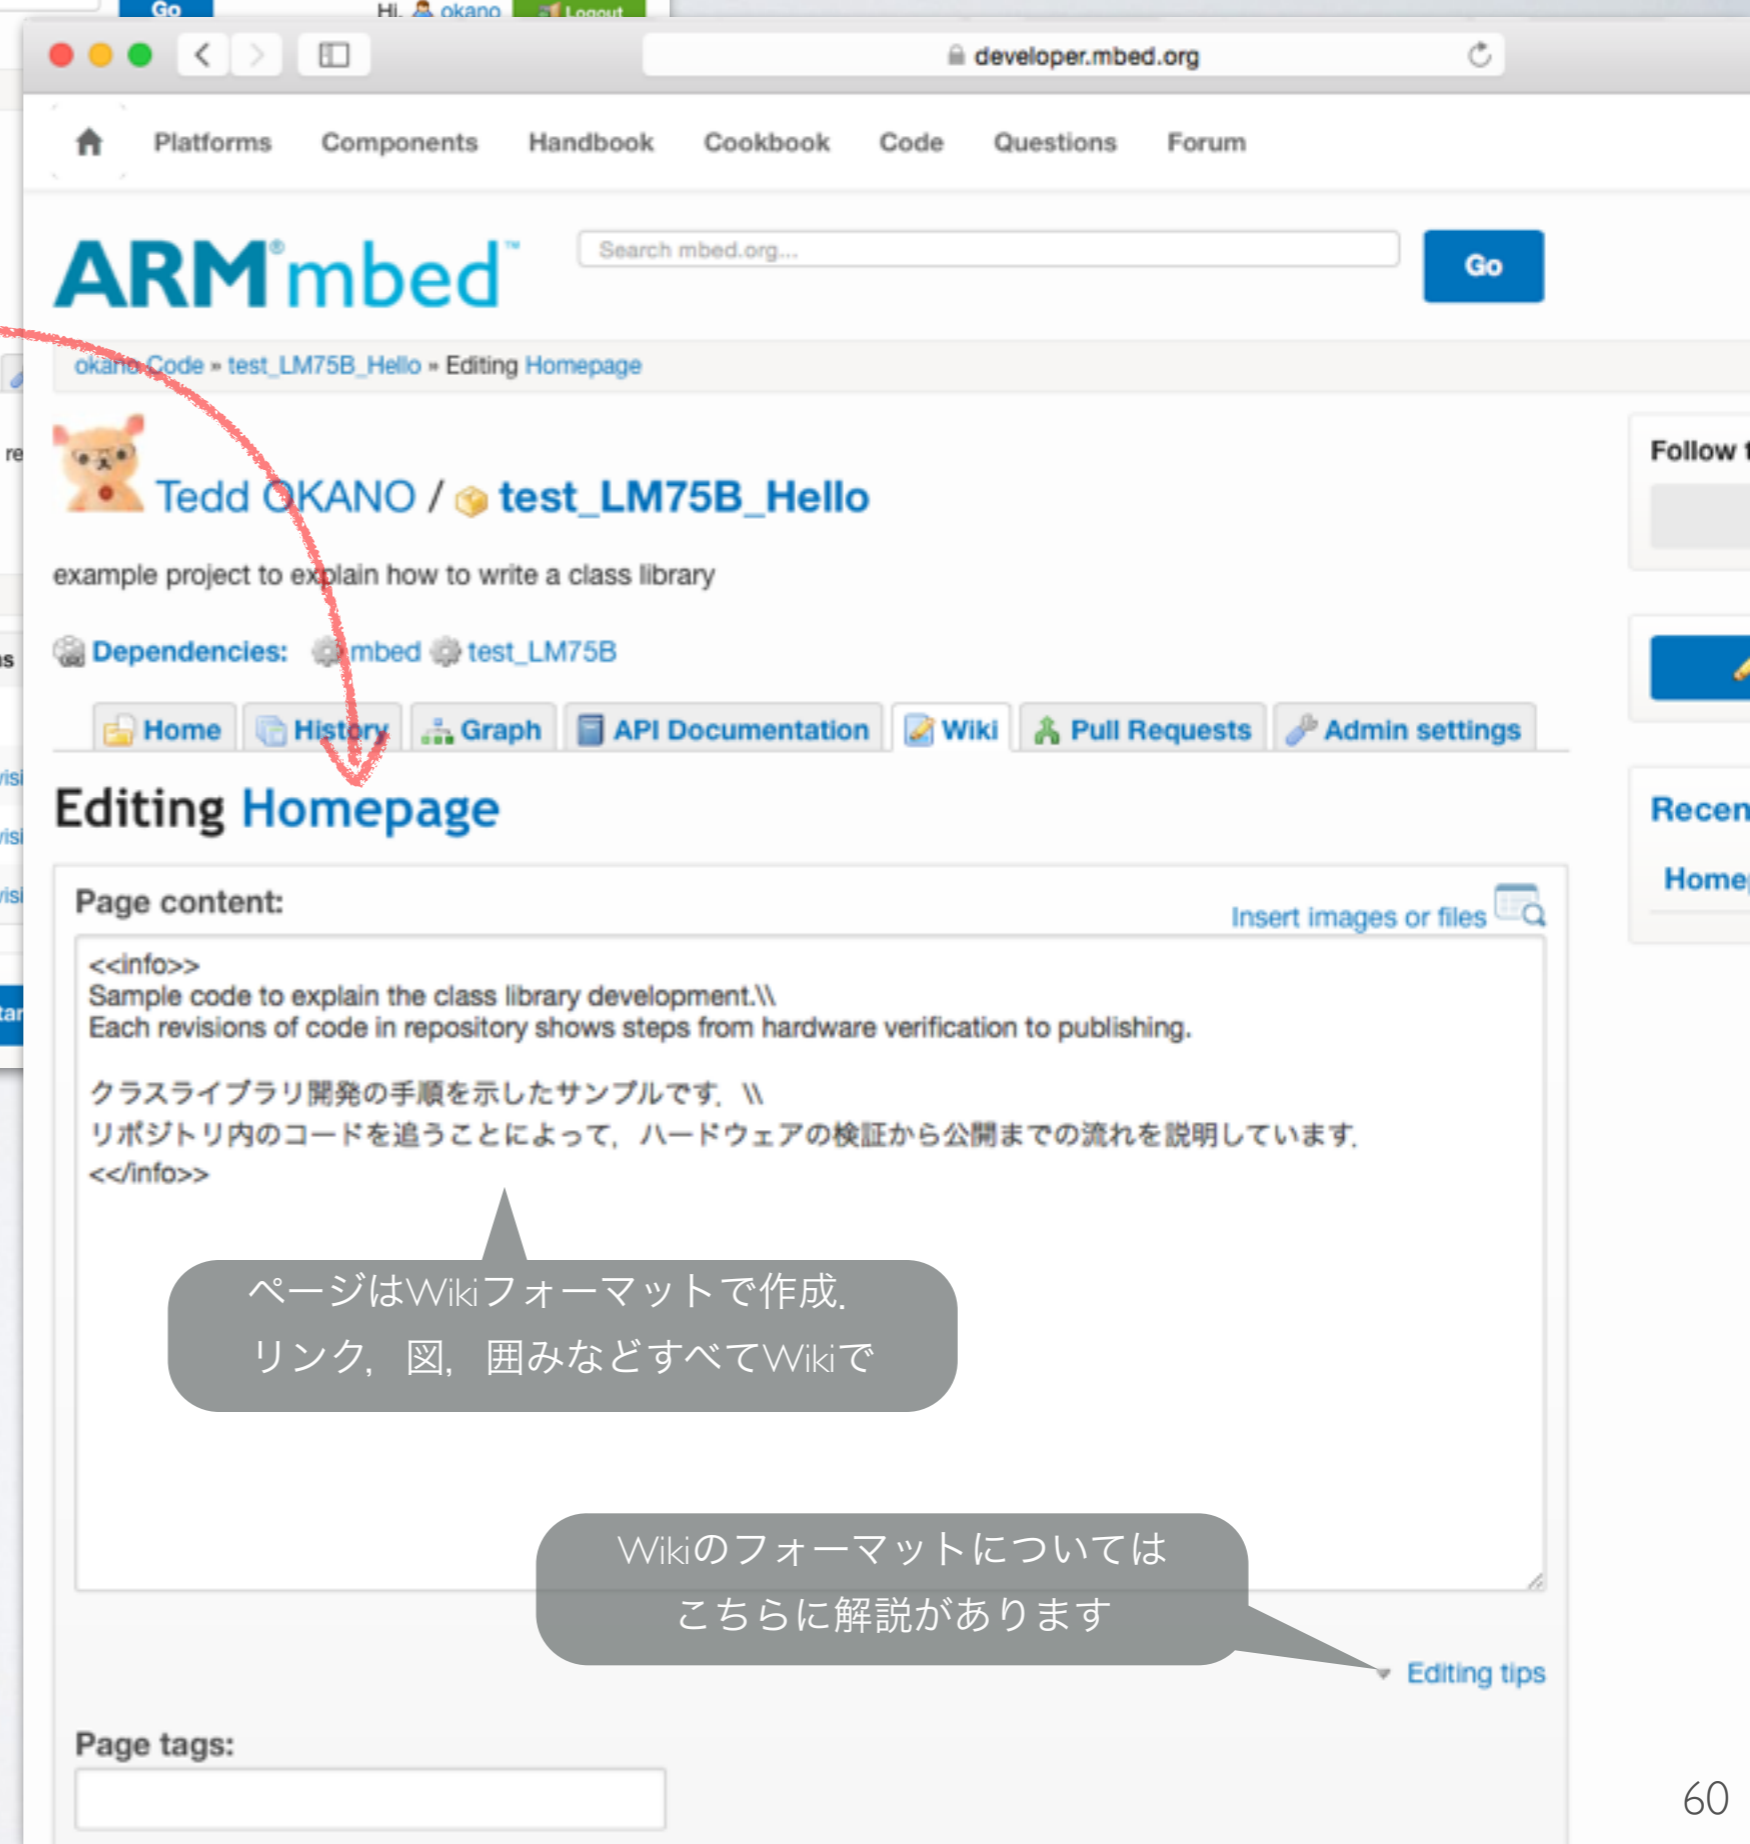 Go
Hi, okano
Logout
developer.mbed.org
Platforms Components Handbook Cookbook Code Questions Forum
ARM®mbed™
Search mbed.org...
Go
okano Code » test_LM75B_Hello » Editing Homepage
re
Tedd OKANO / test_LM75B_Hello
Follow t
example project to explain how to write a class library
Dependencies: mbed test_LM75B
Home History Graph API Documentation Wiki Pull Requests Admin settings
Editing Homepage
Recen
Page content:
Insert images or files
Home
<<info>>
Sample code to explain the class library development.\\
Each revisions of code in repository shows steps from hardware verification to publishing.
クラスライブラリ開発の手順を示したサンプルです．\\
リポジトリ内のコードを追うことによって，ハードウェアの検証から公開までの流れを説明しています．
<</info>>
ページはWikiフォーマットで作成．
リンク，図，囲みなどすべてWikiで
Wikiのフォーマットについては
こちらに解説があります
Editing tips
Page tags:
60